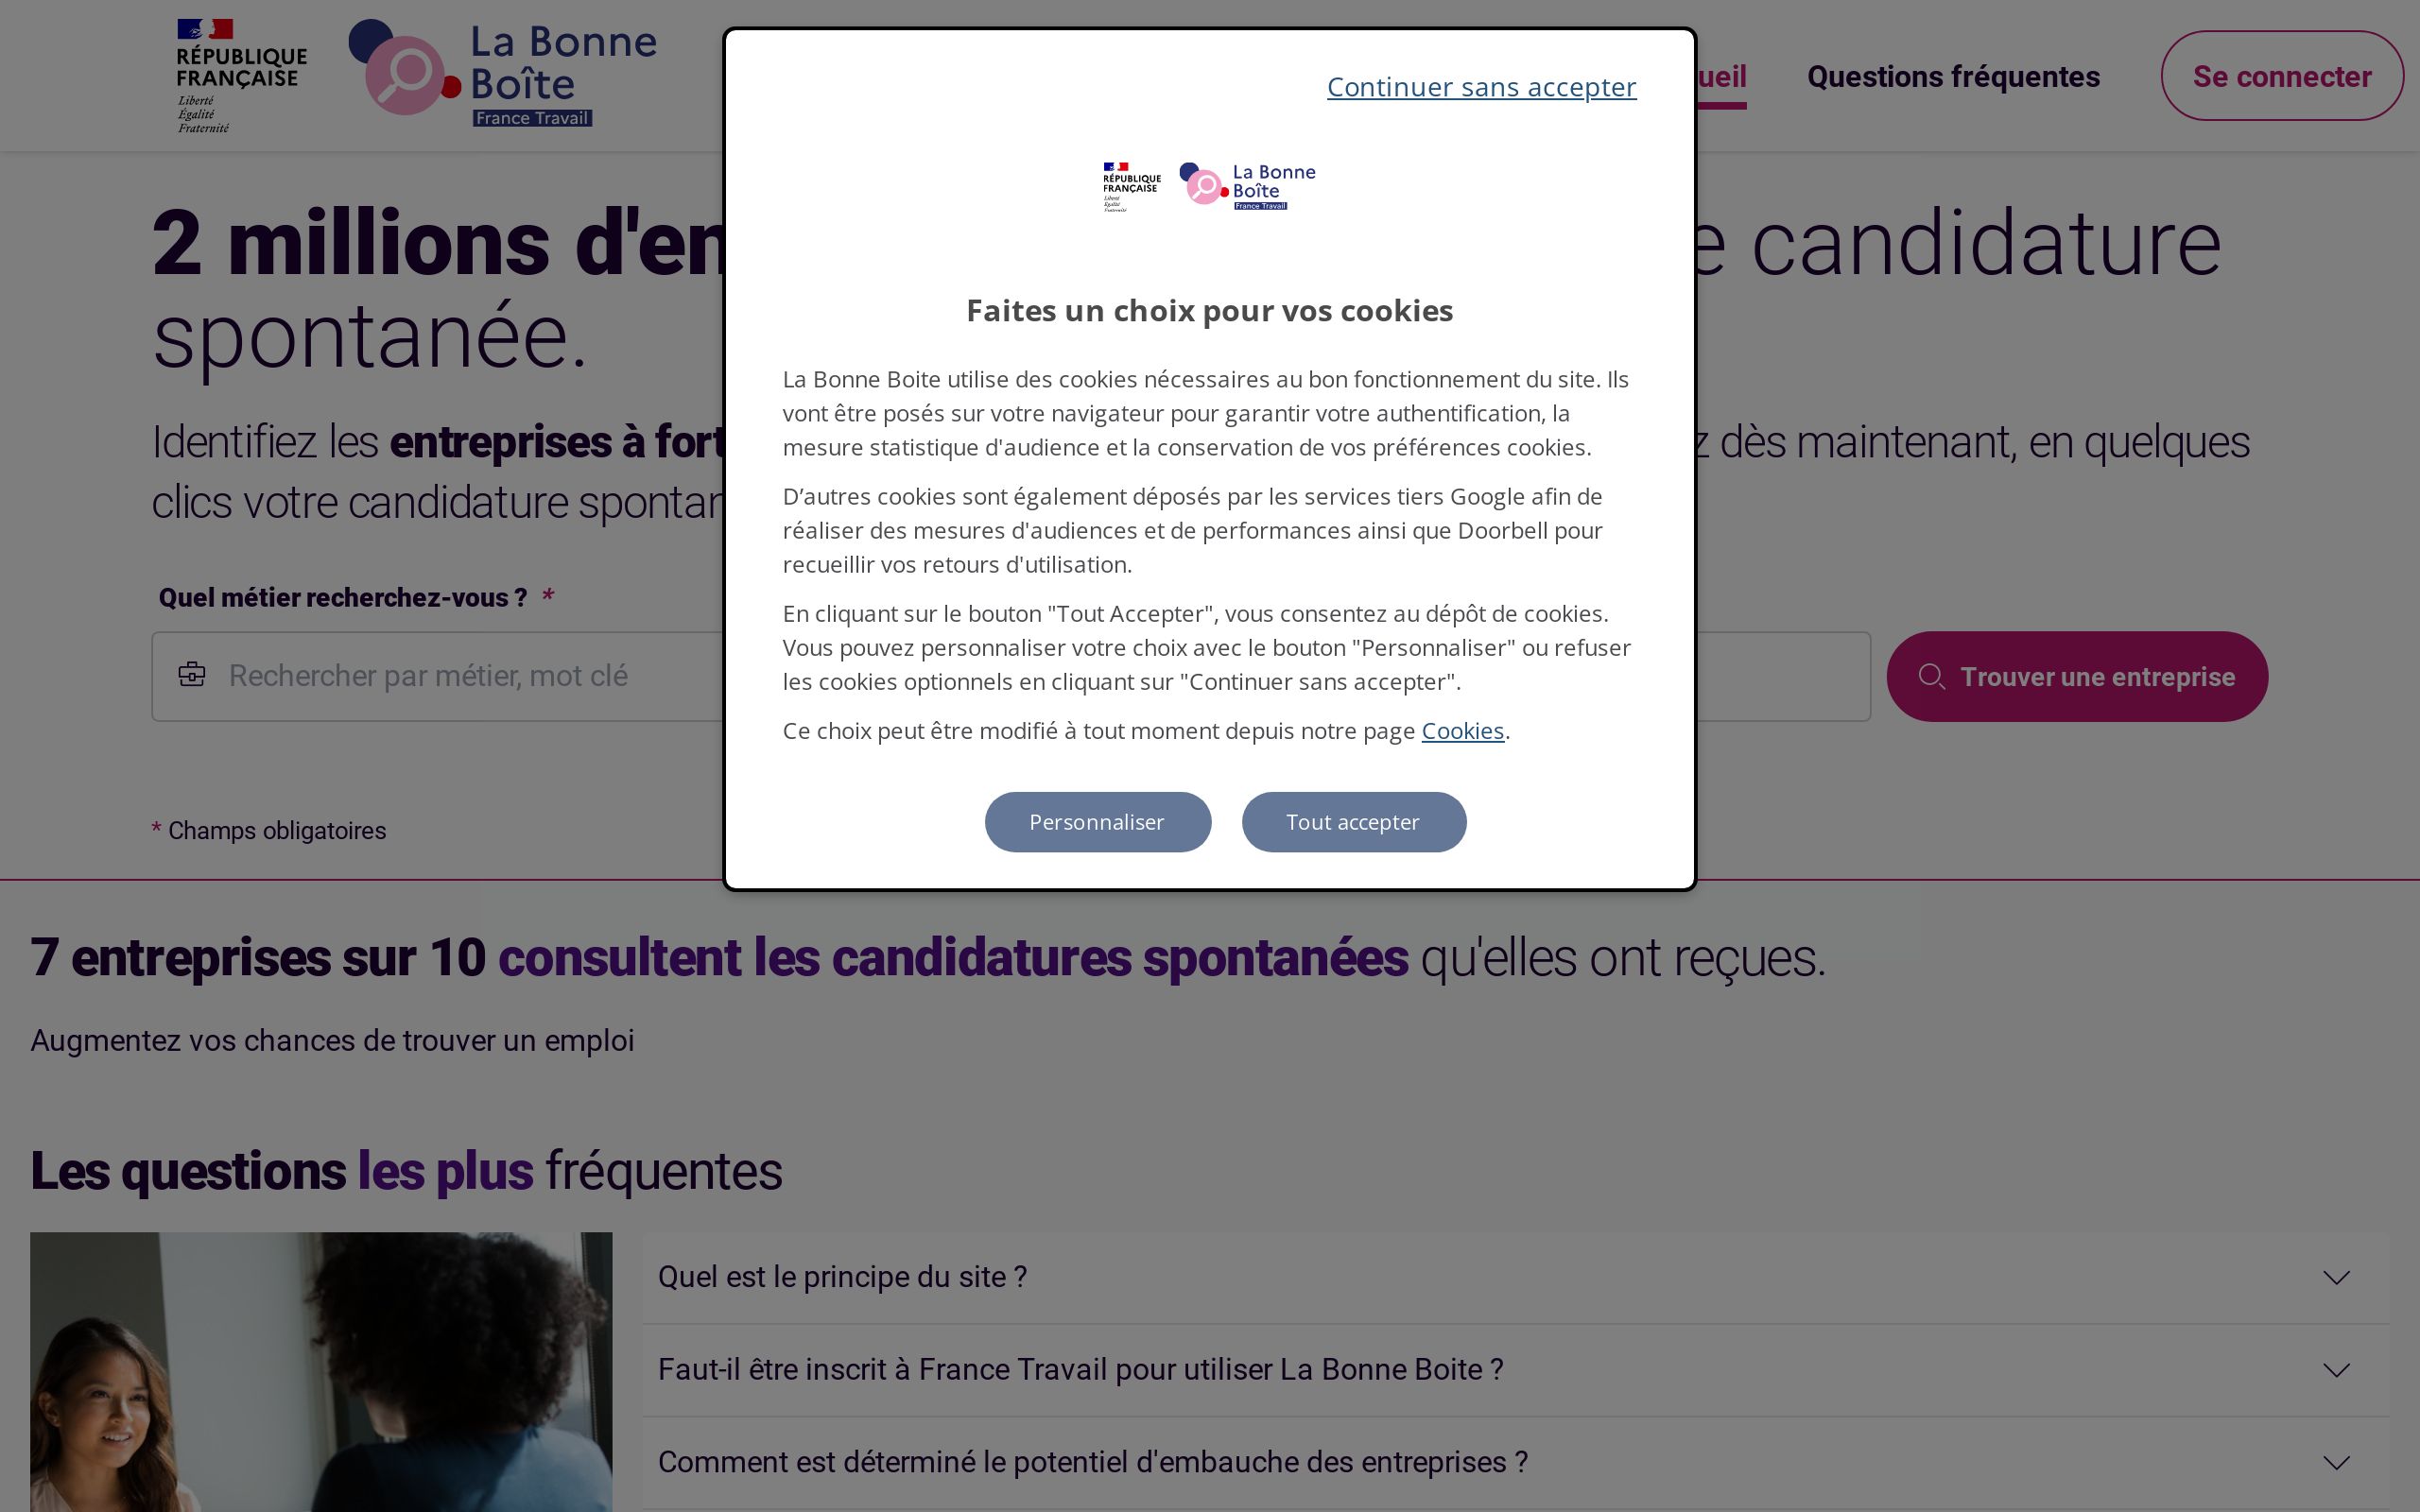 RÉPUBLIQUE
FRANÇAISE
Liberté
Égalité
Fraternité
La Bonne
Boîte
France Travail
ueil
Questions fréquentes
Se connecter
2 millions d'en
e candidature
spontanée.
Identifiez les entreprises à fort
z dès maintenant, en quelques
clics votre candidature spontan
Quel métier recherchez-vous ? *
Rechercher par métier, mot clé
Trouver une entreprise
* Champs obligatoires
Continuer sans accepter
RÉPUBLIQUE
FRANÇAISE
Liberté
Égalité
Fraternité
La Bonne
Boîte
France Travail
Faites un choix pour vos cookies
La Bonne Boite utilise des cookies nécessaires au bon fonctionnement du site. Ils
vont être posés sur votre navigateur pour garantir votre authentification, la
mesure statistique d'audience et la conservation de vos préférences cookies.
D’autres cookies sont également déposés par les services tiers Google afin de
réaliser des mesures d'audiences et de performances ainsi que Doorbell pour
recueillir vos retours d'utilisation.
En cliquant sur le bouton "Tout Accepter", vous consentez au dépôt de cookies.
Vous pouvez personnaliser votre choix avec le bouton "Personnaliser" ou refuser
les cookies optionnels en cliquant sur "Continuer sans accepter".
Ce choix peut être modifié à tout moment depuis notre page Cookies.
Personnaliser
Tout accepter
7 entreprises sur 10 consultent les candidatures spontanées qu'elles ont reçues.
Augmentez vos chances de trouver un emploi
Les questions les plus fréquentes
Quel est le principe du site ?
Faut-il être inscrit à France Travail pour utiliser La Bonne Boite ?
Comment est déterminé le potentiel d'embauche des entreprises ?